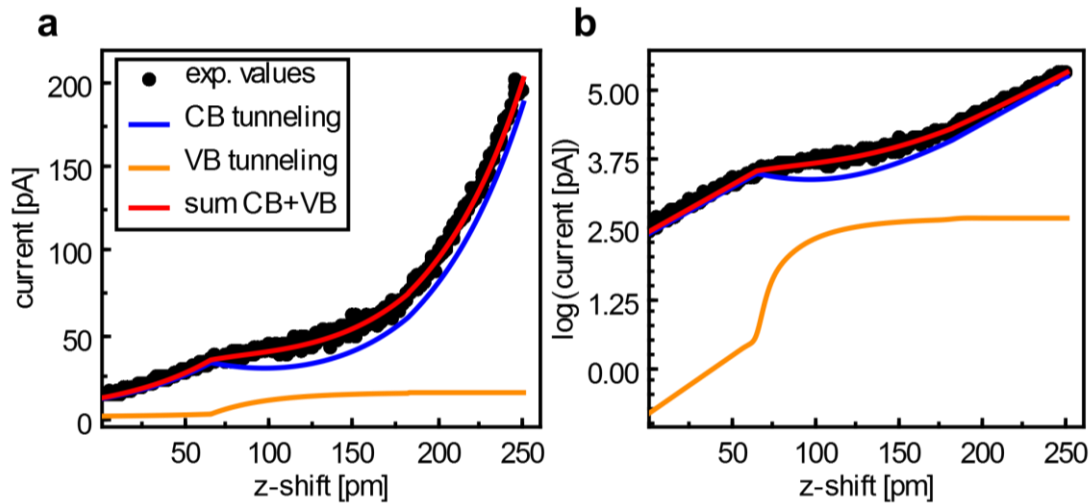 a
b
200
150
100
50
0
current [pA]
exp. values
CB tunneling
VB tunneling
sum CB+VB
50 100 150 200 250
z-shift [pm]
5.00
3.75
2.50
1.25
0.00
log(current [pA])
50 100 150 200 250
z-shift [pm]